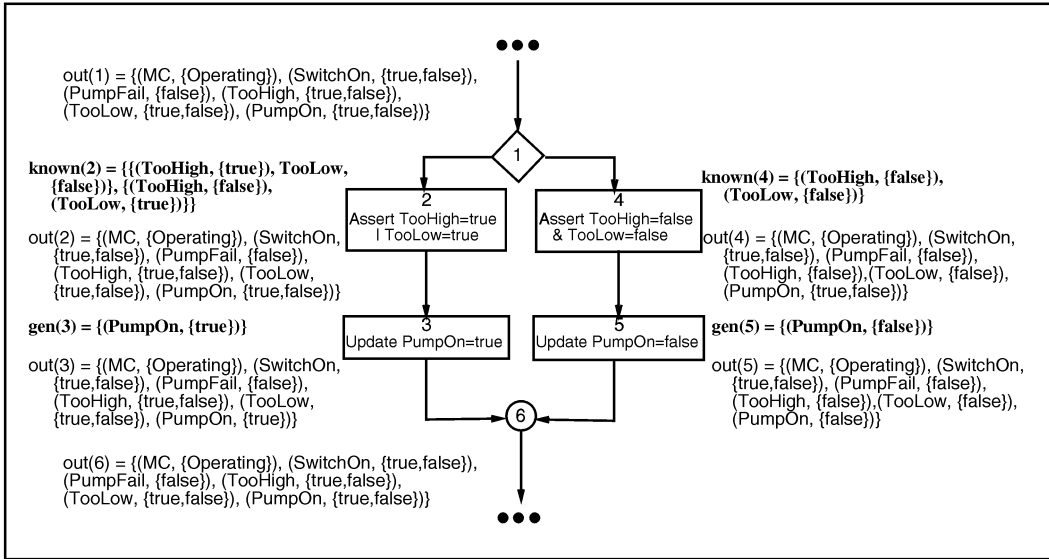 ●●●
out(1) = {(MC, {Operating}), (SwitchOn, {true,false}),
(PumpFail, {false}), (TooHigh, {true,false}),
(TooLow, {true,false}), (PumpOn, {true,false})}
1
known(2) = {{(TooHigh, {true}), TooLow,
{false})}, {(TooHigh, {false}),
(TooLow, {true})}}
2
Assert TooHigh=true
| TooLow=true
4
Assert TooHigh=false
& TooLow=false
known(4) = {(TooHigh, {false}),
(TooLow, {false})}
out(2) = {(MC, {Operating}), (SwitchOn,
{true,false}), (PumpFail, {false}),
(TooHigh, {true,false}), (TooLow,
{true,false}), (PumpOn, {true,false})}
out(4) = {(MC, {Operating}), (SwitchOn,
{true,false}), (PumpFail, {false}),
(TooHigh, {false}),(TooLow, {false}),
(PumpOn, {true,false})}
gen(3) = {(PumpOn, {true})}
3
Update PumpOn=true
5
Update PumpOn=false
gen(5) = {(PumpOn, {false})}
out(3) = {(MC, {Operating}), (SwitchOn,
{true,false}), (PumpFail, {false}),
(TooHigh, {true,false}), (TooLow,
{true,false}), (PumpOn, {true})}
out(5) = {(MC, {Operating}), (SwitchOn,
{true,false}), (PumpFail, {false}),
(TooHigh, {false}),(TooLow, {false}),
(PumpOn, {false})}
6
out(6) = {(MC, {Operating}), (SwitchOn, {true,false}),
(PumpFail, {false}), (TooHigh, {true,false}),
(TooLow, {true,false}), (PumpOn, {true,false})}
●●●